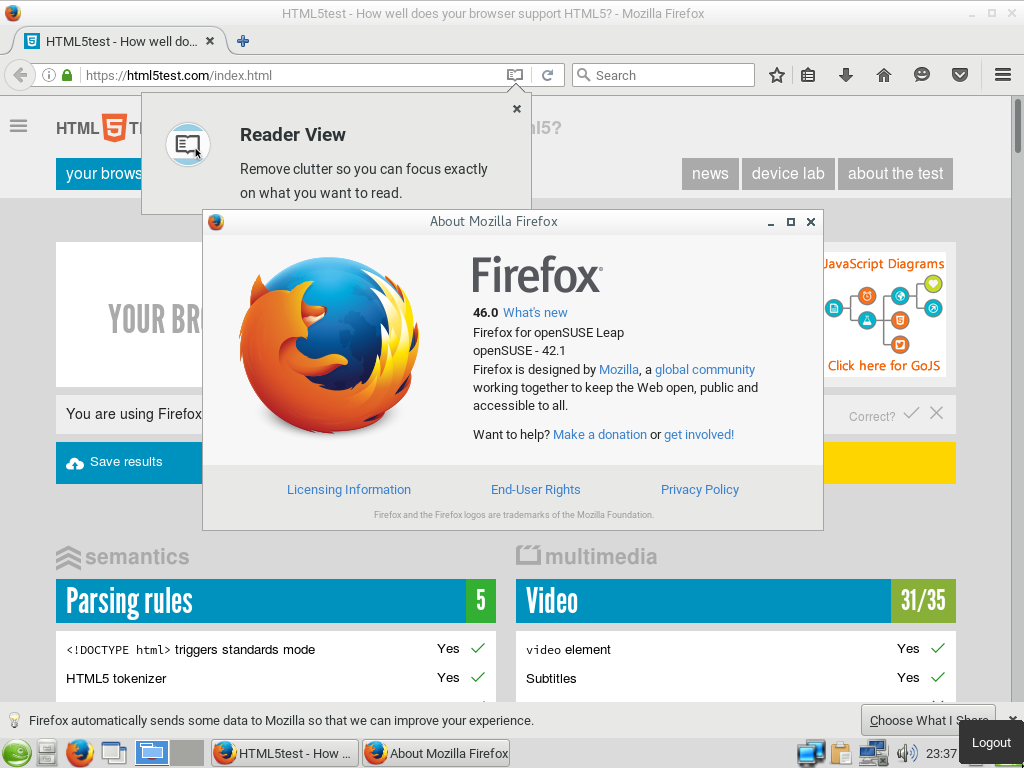 HTML5test - How well does your browser support HTML5? - Mozilla Firefox
HTML5test - How well do...
https://html5test.com/index.html
Search
HTML 5
ml5?
Reader View
Remove clutter so you can focus exactly
on what you want to read.
your brows
news
device lab
about the test
About Mozilla Firefox
Firefox
46.0 What's new
Firefox for openSUSE Leap
openSUSE - 42.1
Firefox is designed by Mozilla, a global community
working together to keep the Web open, public and
accessible to all.
Want to help? Make a donation or get involved!
Licensing Information
End-User Rights
Privacy Policy
Firefox and the Firefox logos are trademarks of the Mozilla Foundation.
YOUR BRO
JavaScript Diagrams
Click here for GoJS
You are using Firefox
Correct?
Save results
semantics
multimedia
Parsing rules
5
Video
31/35
<!DOCTYPE html> triggers standards mode
Yes
video element
Yes
HTML5 tokenizer
Yes
Subtitles
Yes
Firefox automatically sends some data to Mozilla so that we can improve your experience.
Choose What I Share
HTML5test - How ...
About Mozilla Firefox
23:37
Logout